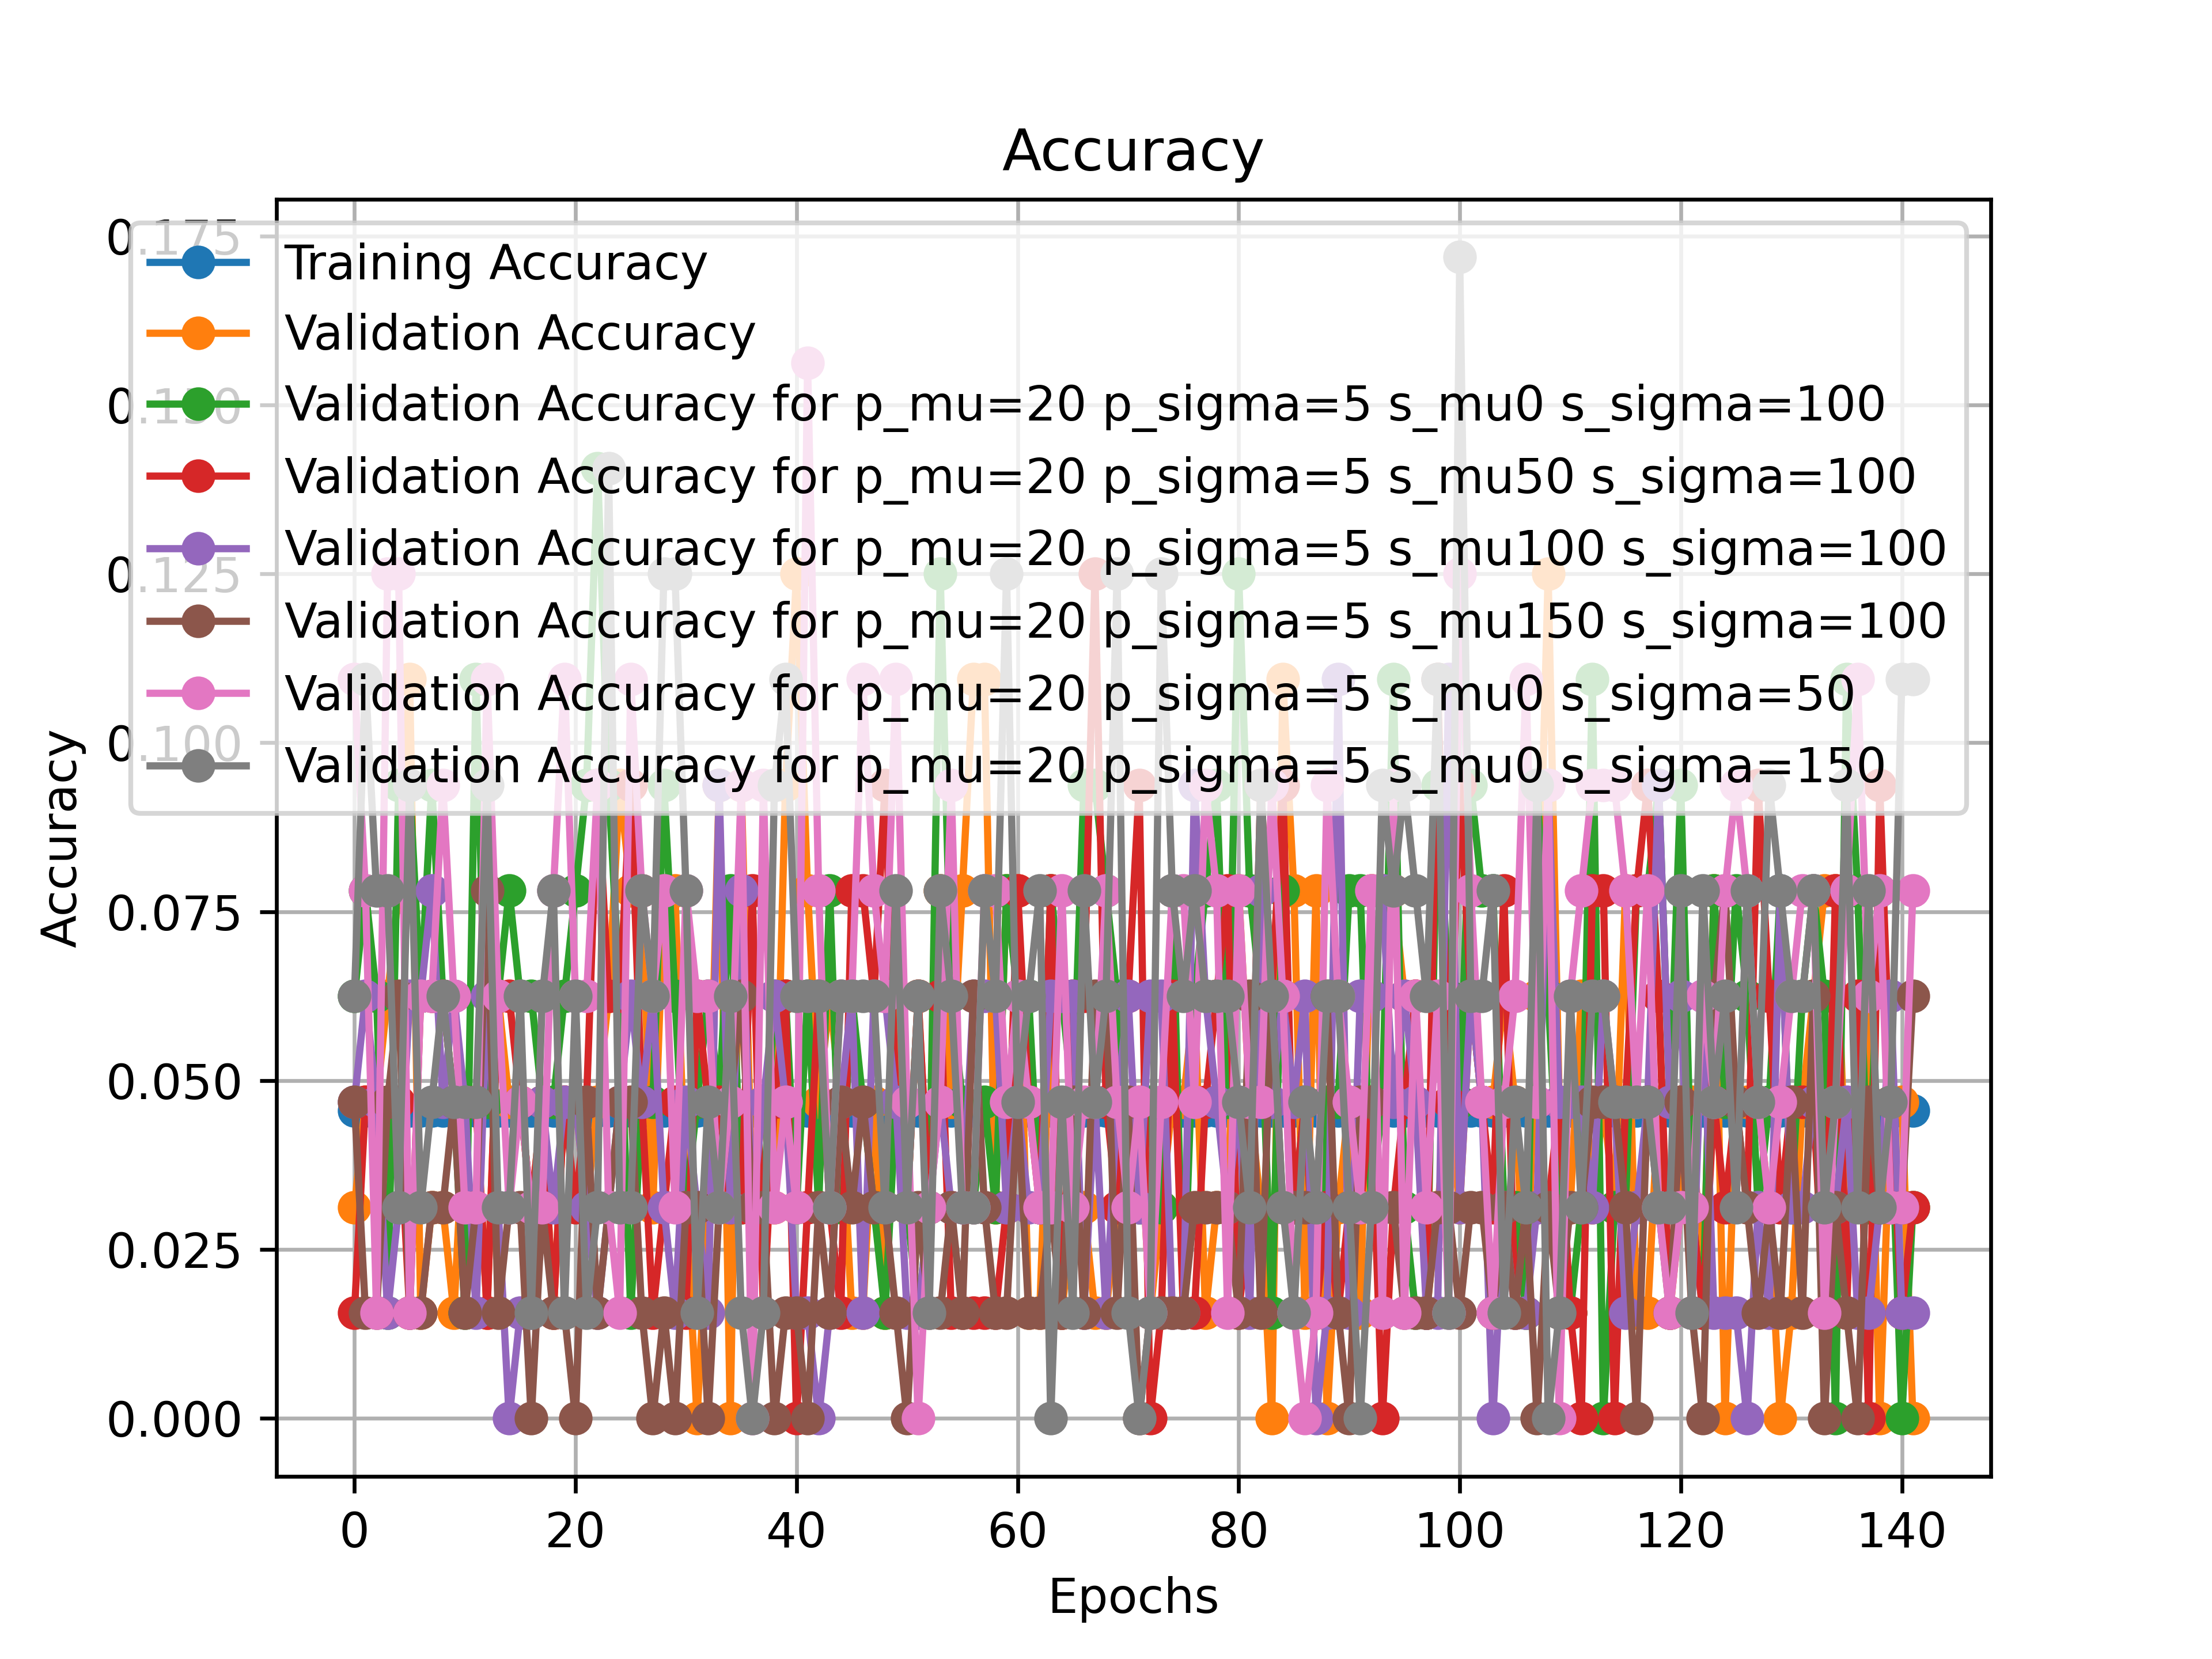 Accuracy
0.175
Training Accuracy
Validation Accuracy
0.150
Validation Accuracy for p_mu=20 p_sigma=5 s_mu0 s_sigma=100
Validation Accuracy for p_mu=20 p_sigma=5 s_mu50 s_sigma=100
Validation Accuracy for p_mu=20 p_sigma=5 s_mu100 s_sigma=100
0.125
Validation Accuracy for p_mu=20 p_sigma=5 s_mu150 s_sigma=100
Validation Accuracy for p_mu=20 p_sigma=5 s_mu0 s_sigma=50
0.100
Validation Accuracy for p_mu=20 p_sigma=5 s_mu0 s_sigma=150
Accuracy
0.075
0.050
0.025
0.000
0 20 40 60 80 100 120 140
Epochs